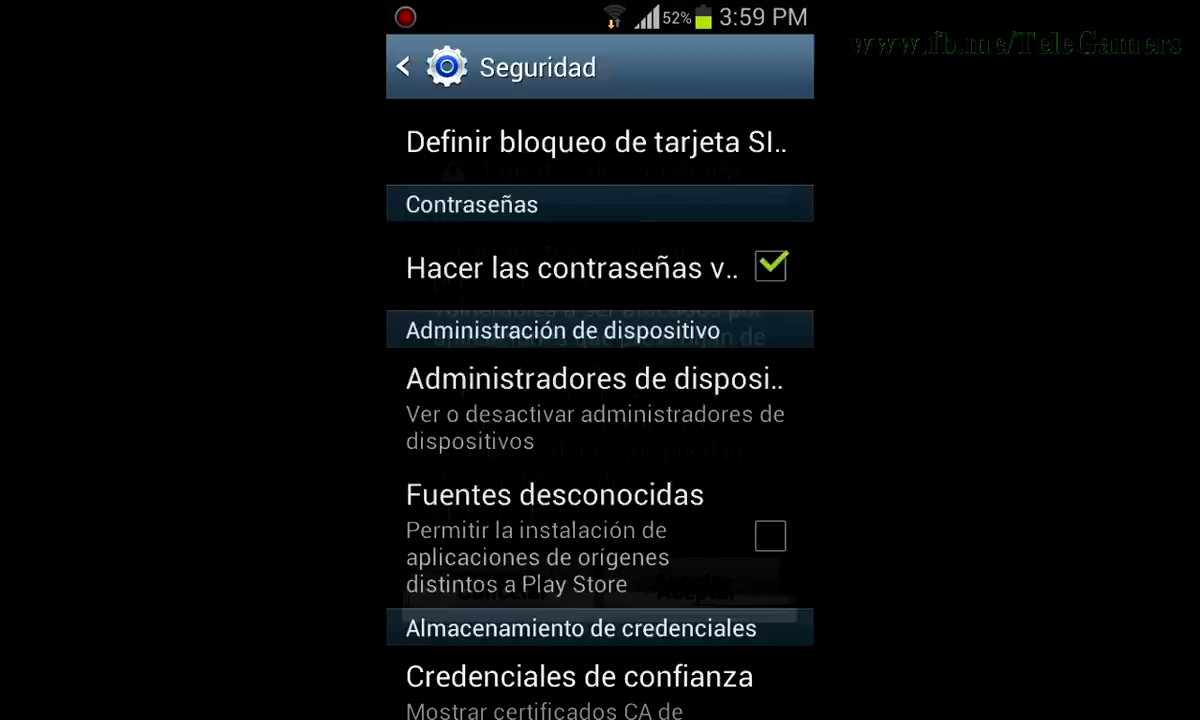 52% 3:59 PM
www.fb.me/TeleGamers
Seguridad
Definir bloqueo de tarjeta SI..
Contraseñas
Hacer las contraseñas v..
Administración de dispositivo
Administradores de disposi..
Ver o desactivar administradores de
dispositivos
Fuentes desconocidas
Permitir la instalación de
aplicaciones de orígenes
distintos a Play Store
Cancelar Aceptar
Almacenamiento de credenciales
Credenciales de confianza
Mostrar certificados CA de